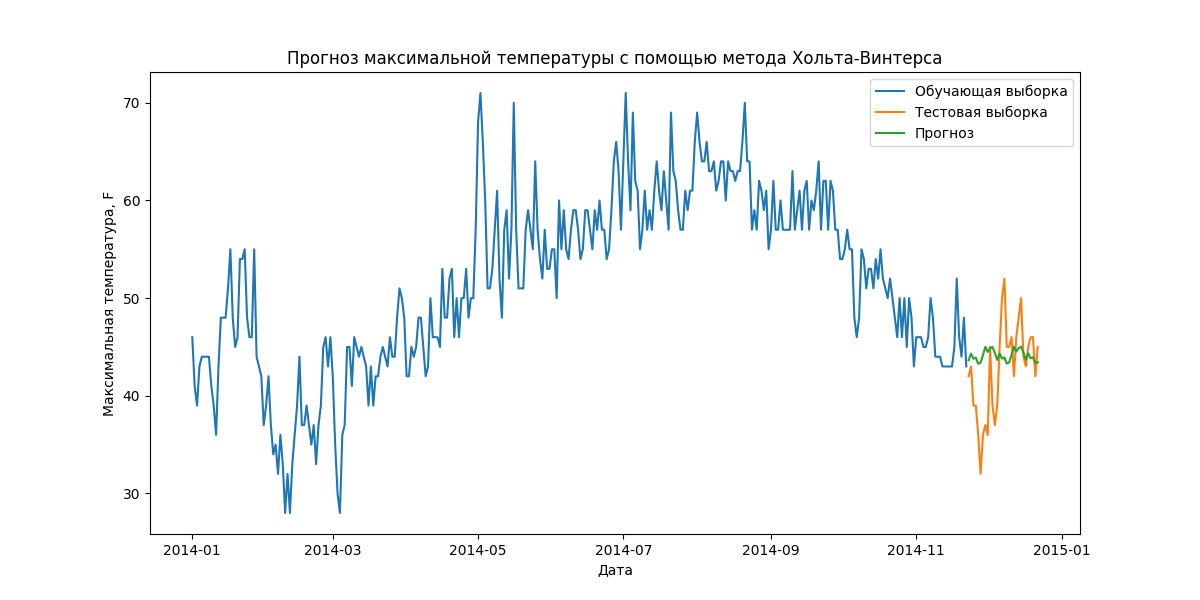 Прогноз максимальной температуры с помощью метода Хольта-Винтерса
Обучающая выборка
Тестовая выборка
Прогноз
Максимальная температура, F
70
60
50
40
30
2014-01
2014-03
2014-05
2014-07
2014-09
2014-11
2015-01
Дата